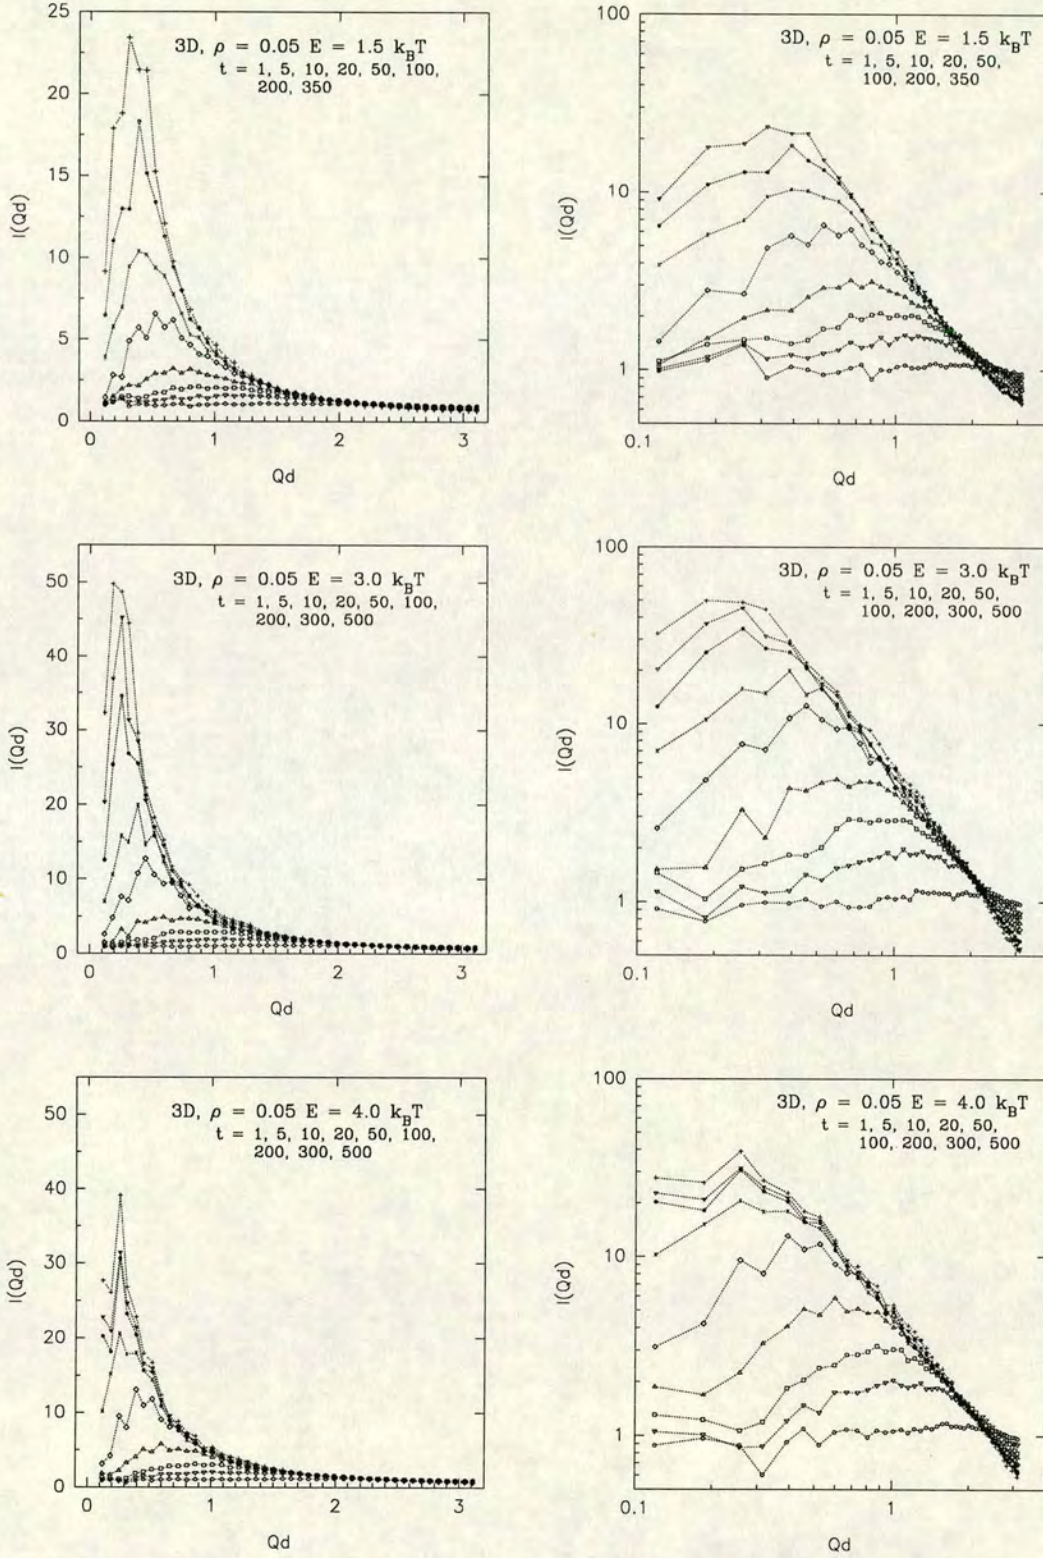 25
20
15
10
5
0
I(Qd)
3D, ρ = 0.05 E = 1.5 k_BT
t = 1, 5, 10, 20, 50, 100,
200, 350
0
1
2
3
Qd
100
10
1
I(Qd)
3D, ρ = 0.05 E = 1.5 k_BT
t = 1, 5, 10, 20, 50,
100, 200, 350
0.1
1
Qd
50
40
30
20
10
0
I(Qd)
3D, ρ = 0.05 E = 3.0 k_BT
t = 1, 5, 10, 20, 50, 100,
200, 300, 500
0
1
2
3
Qd
100
10
1
I(Qd)
3D, ρ = 0.05 E = 3.0 k_BT
t = 1, 5, 10, 20, 50,
100, 200, 300, 500
0.1
1
Qd
50
40
30
20
10
0
I(Qd)
3D, ρ = 0.05 E = 4.0 k_BT
t = 1, 5, 10, 20, 50, 100,
200, 300, 500
0
1
2
3
Qd
100
10
1
I(Qd)
3D, ρ = 0.05 E = 4.0 k_BT
t = 1, 5, 10, 20, 50,
100, 200, 300, 500
0.1
1
Qd